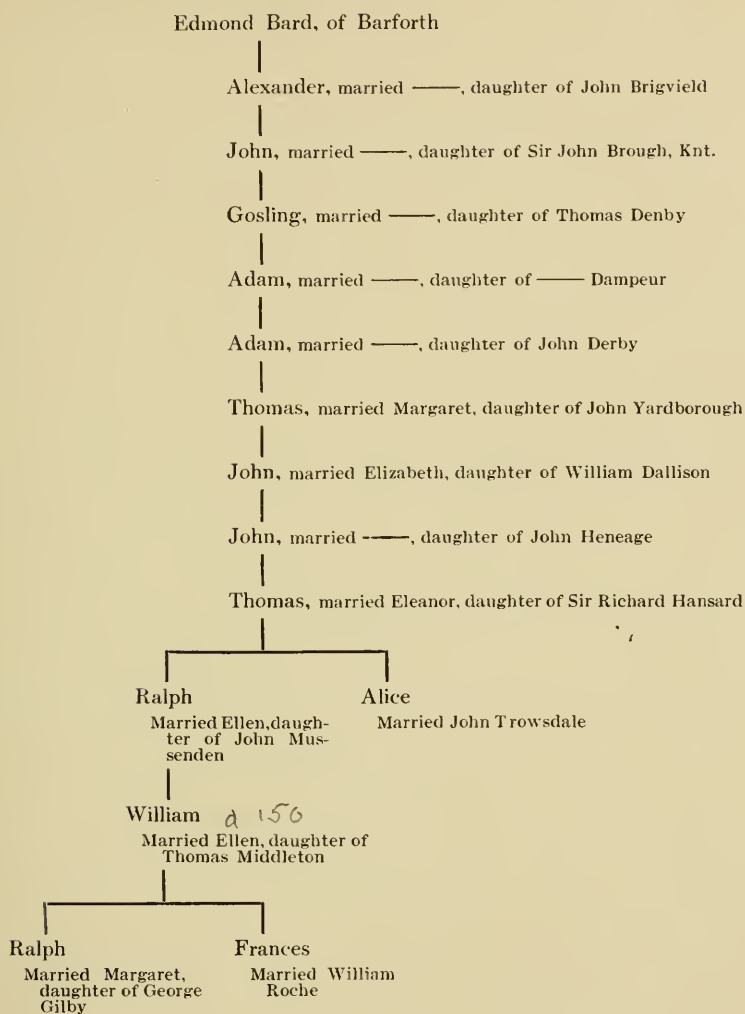 Edmond Bard, of Barforth
Alexander, married ——, daughter of John Brigvield
John, married ——, daughter of Sir John Brough, Knt.
Gosling, married ——, daughter of Thomas Denby
Adam, married ——, daughter of —— Dampeur
Adam, married ——, daughter of John Derby
Thomas, married Margaret, daughter of John Yardborough
John, married Elizabeth, daughter of William Dallison
John, married ——, daughter of John Heneage
Thomas, married Eleanor, daughter of Sir Richard Hansard
Ralph
Married Ellen, daugh-
ter of John Mus-
senden
Alice
Married John Trowsdale
William d 150
Married Ellen, daughter of
Thomas Middleton
Ralph
Married Margaret,
daughter of George
Gilby
Frances
Married William
Roche